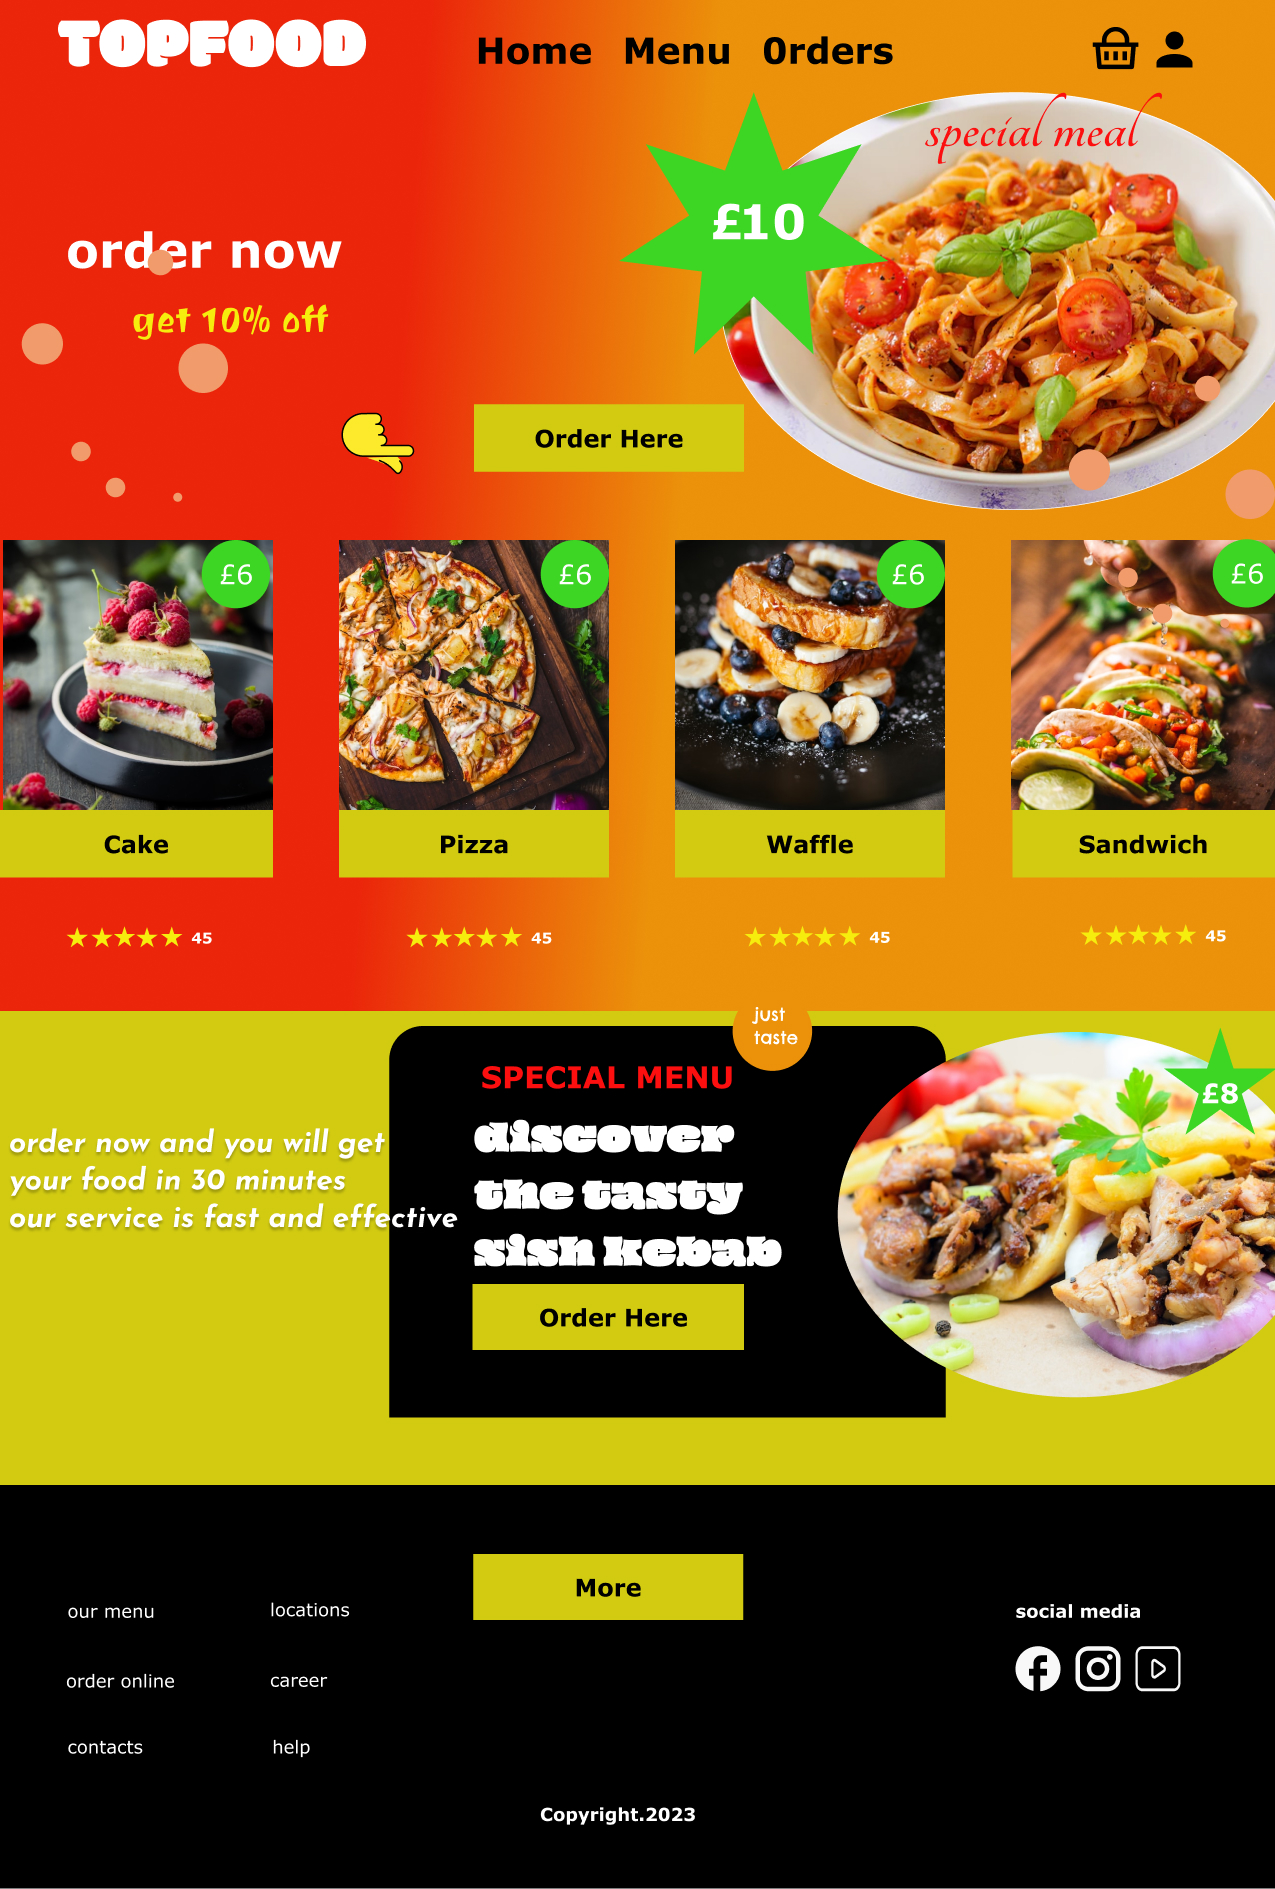 TOPFOOD
Home Menu 0rders
special meal
£10
order now
get 10% off
Order Here
£6
£6
£6
£6
Cake
Pizza
Waffle
Sandwich
45
45
45
45
just
taste
SPECIAL MENU
£8
discover
the tasty
sish kebab
order now and you will get
your food in 30 minutes
our service is fast and effective
Order Here
More
our menu
locations
social media
order online
career
contacts
help
Copyright.2023